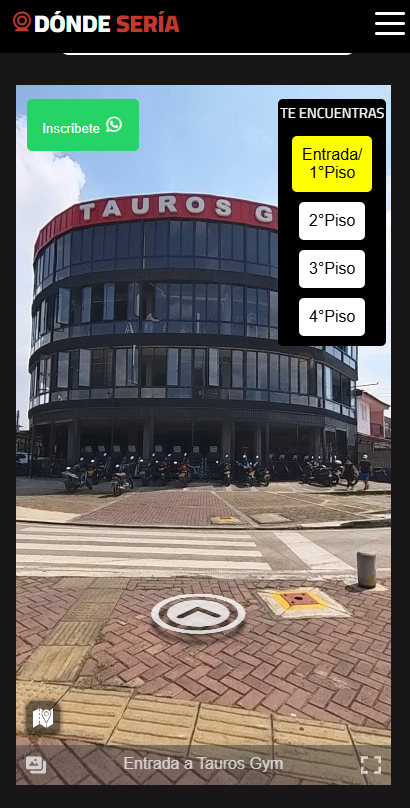 DÓNDE SERÍA
Inscribete
TE ENCUENTRAS
Entrada/
1°Piso
2°Piso
3°Piso
4°Piso
TAUROS G
Entrada a Tauros Gym